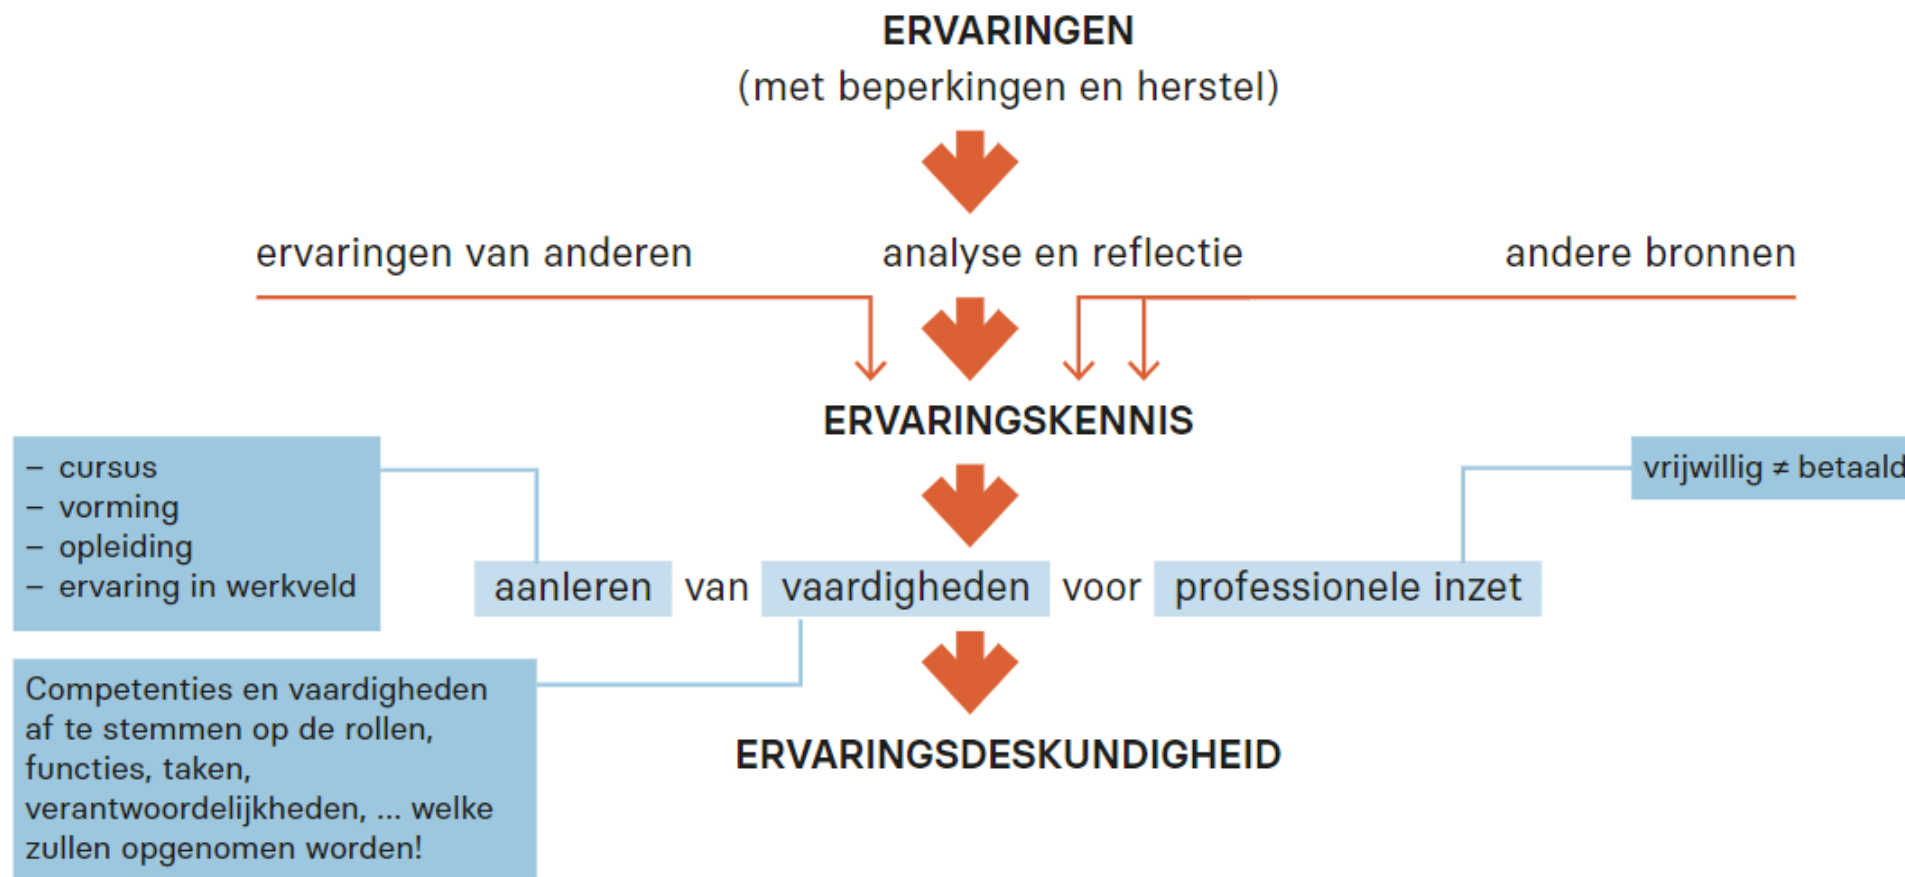 ERVARINGEN
(met beperkingen en herstel)
ervaringen van anderen
analyse en reflectie
andere bronnen
ERVARINGSKENNIS
– cursus
– vorming
– opleiding
– ervaring in werkveld
vrijwillig ≠ betaald
aanleren van vaardigheden voor professionele inzet
Competenties en vaardigheden
af te stemmen op de rollen,
functies, taken,
verantwoordelijkheden, ... welke
zullen opgenomen worden!
ERVARINGSDESKUNDIGHEID